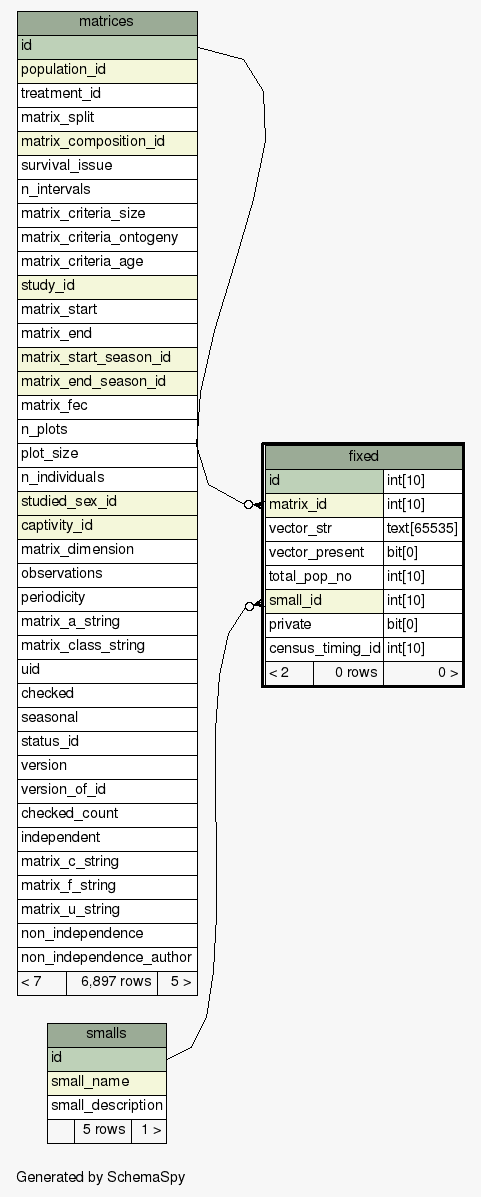 matrices
id
population_id
treatment_id
matrix_split
matrix_composition_id
survival_issue
n_intervals
matrix_criteria_size
matrix_criteria_ontogeny
matrix_criteria_age
study_id
matrix_start
matrix_end
matrix_start_season_id
matrix_end_season_id
matrix_fec
n_plots
plot_size
n_individuals
studied_sex_id
captivity_id
matrix_dimension
observations
periodicity
matrix_a_string
matrix_class_string
uid
checked
seasonal
status_id
version
version_of_id
checked_count
independent
matrix_c_string
matrix_f_string
matrix_u_string
non_independence
non_independence_author
< 7 6,897 rows 5 >
fixed
id int[10]
matrix_id int[10]
vector_str text[65535]
vector_present bit[0]
total_pop_no int[10]
small_id int[10]
private bit[0]
census_timing_id int[10]
< 2 0 rows 0 >
smalls
id
small_name
small_description
5 rows 1 >
Generated by SchemaSpy